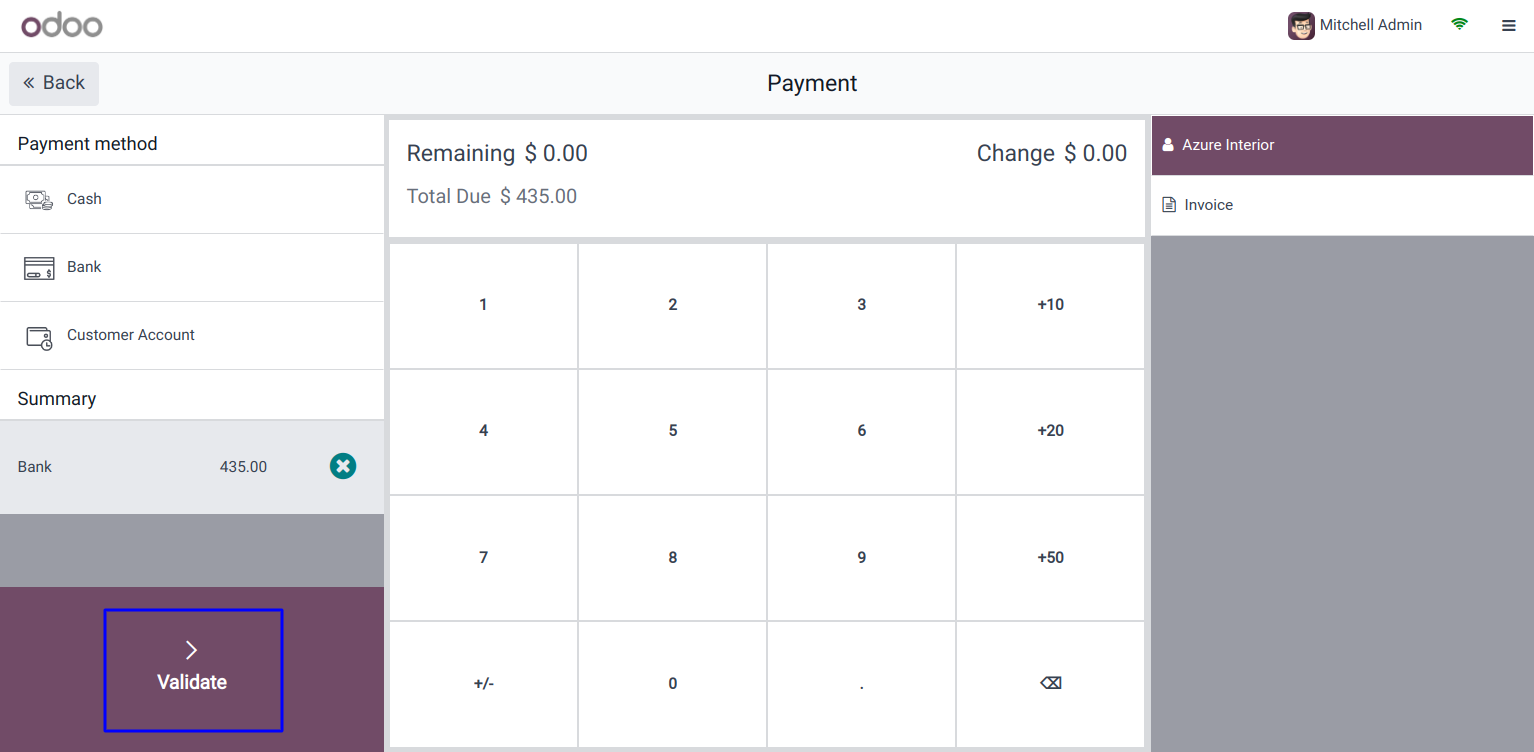 odoo
Mitchell Admin
« Back
Payment
Payment method
Cash
Bank
Customer Account
Summary
Bank 435.00
Validate
Remaining $ 0.00
Change $ 0.00
Total Due $ 435.00
1 2 3 +10
4 5 6 +20
7 8 9 +50
+/- 0 . ⌫
Azure Interior
Invoice